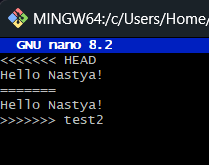 MINGW64:/c/Users/Home/
GNU nano 8.2
<<<<<<< HEAD
Hello Nastya!
=======
Hello Nastya!
>>>>>>> test2